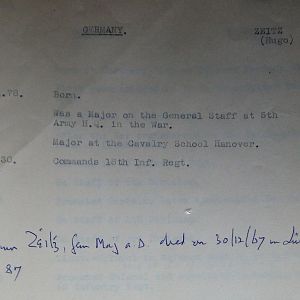 GERMANY. ZEITZ
(Hugo)
.78. Born.
Was a Major on the General Staff at 5th
Army H.Q. in the War.
Major at the Cavalry School Hanover.
30. Commands 15th Inf. Regt.
Zeitz, Gen Maj a D. died on 30/12/67 in
87